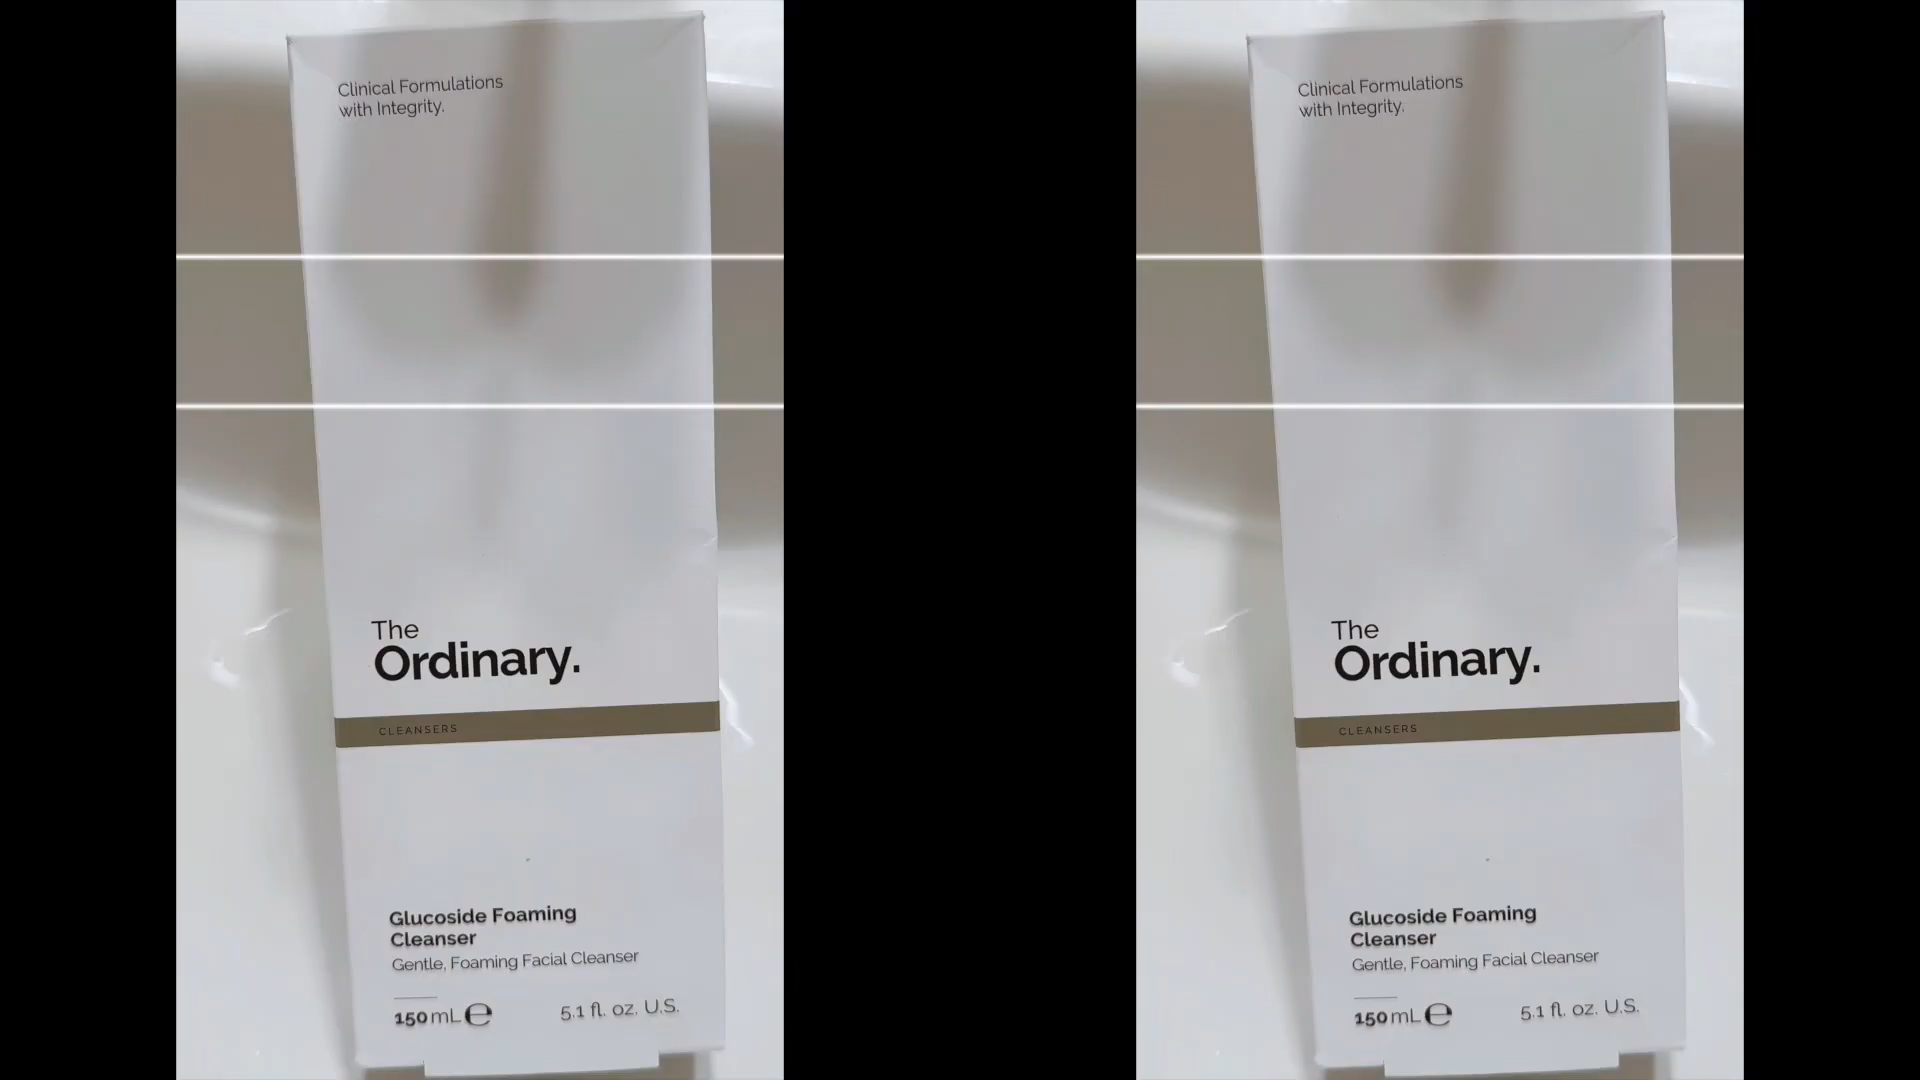 Clinical Formulations
with Integrity.
The
Ordinary.
CLEANSERS
Glucoside Foaming
Cleanser
Gentle, Foaming Facial Cleanser
150 mL ℮ 5.1 fl. oz. U.S.
Clinical Formulations
with Integrity.
The
Ordinary.
CLEANSERS
Glucoside Foaming
Cleanser
Gentle, Foaming Facial Cleanser
150 mL ℮ 5.1 fl. oz. U.S.